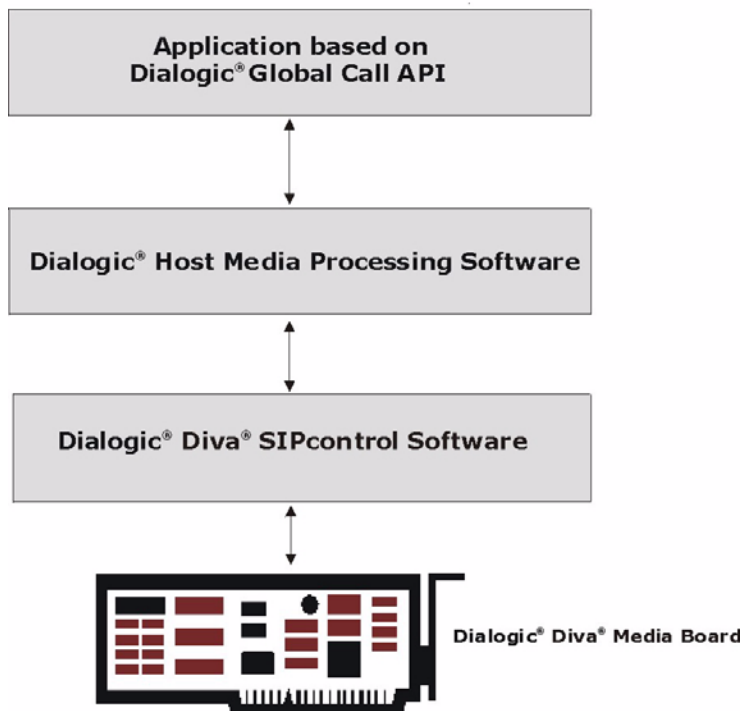 Application based on
Dialogic® Global Call API
Dialogic® Host Media Processing Software
Dialogic® Diva® SIPcontrol Software
Dialogic® Diva® Media Board